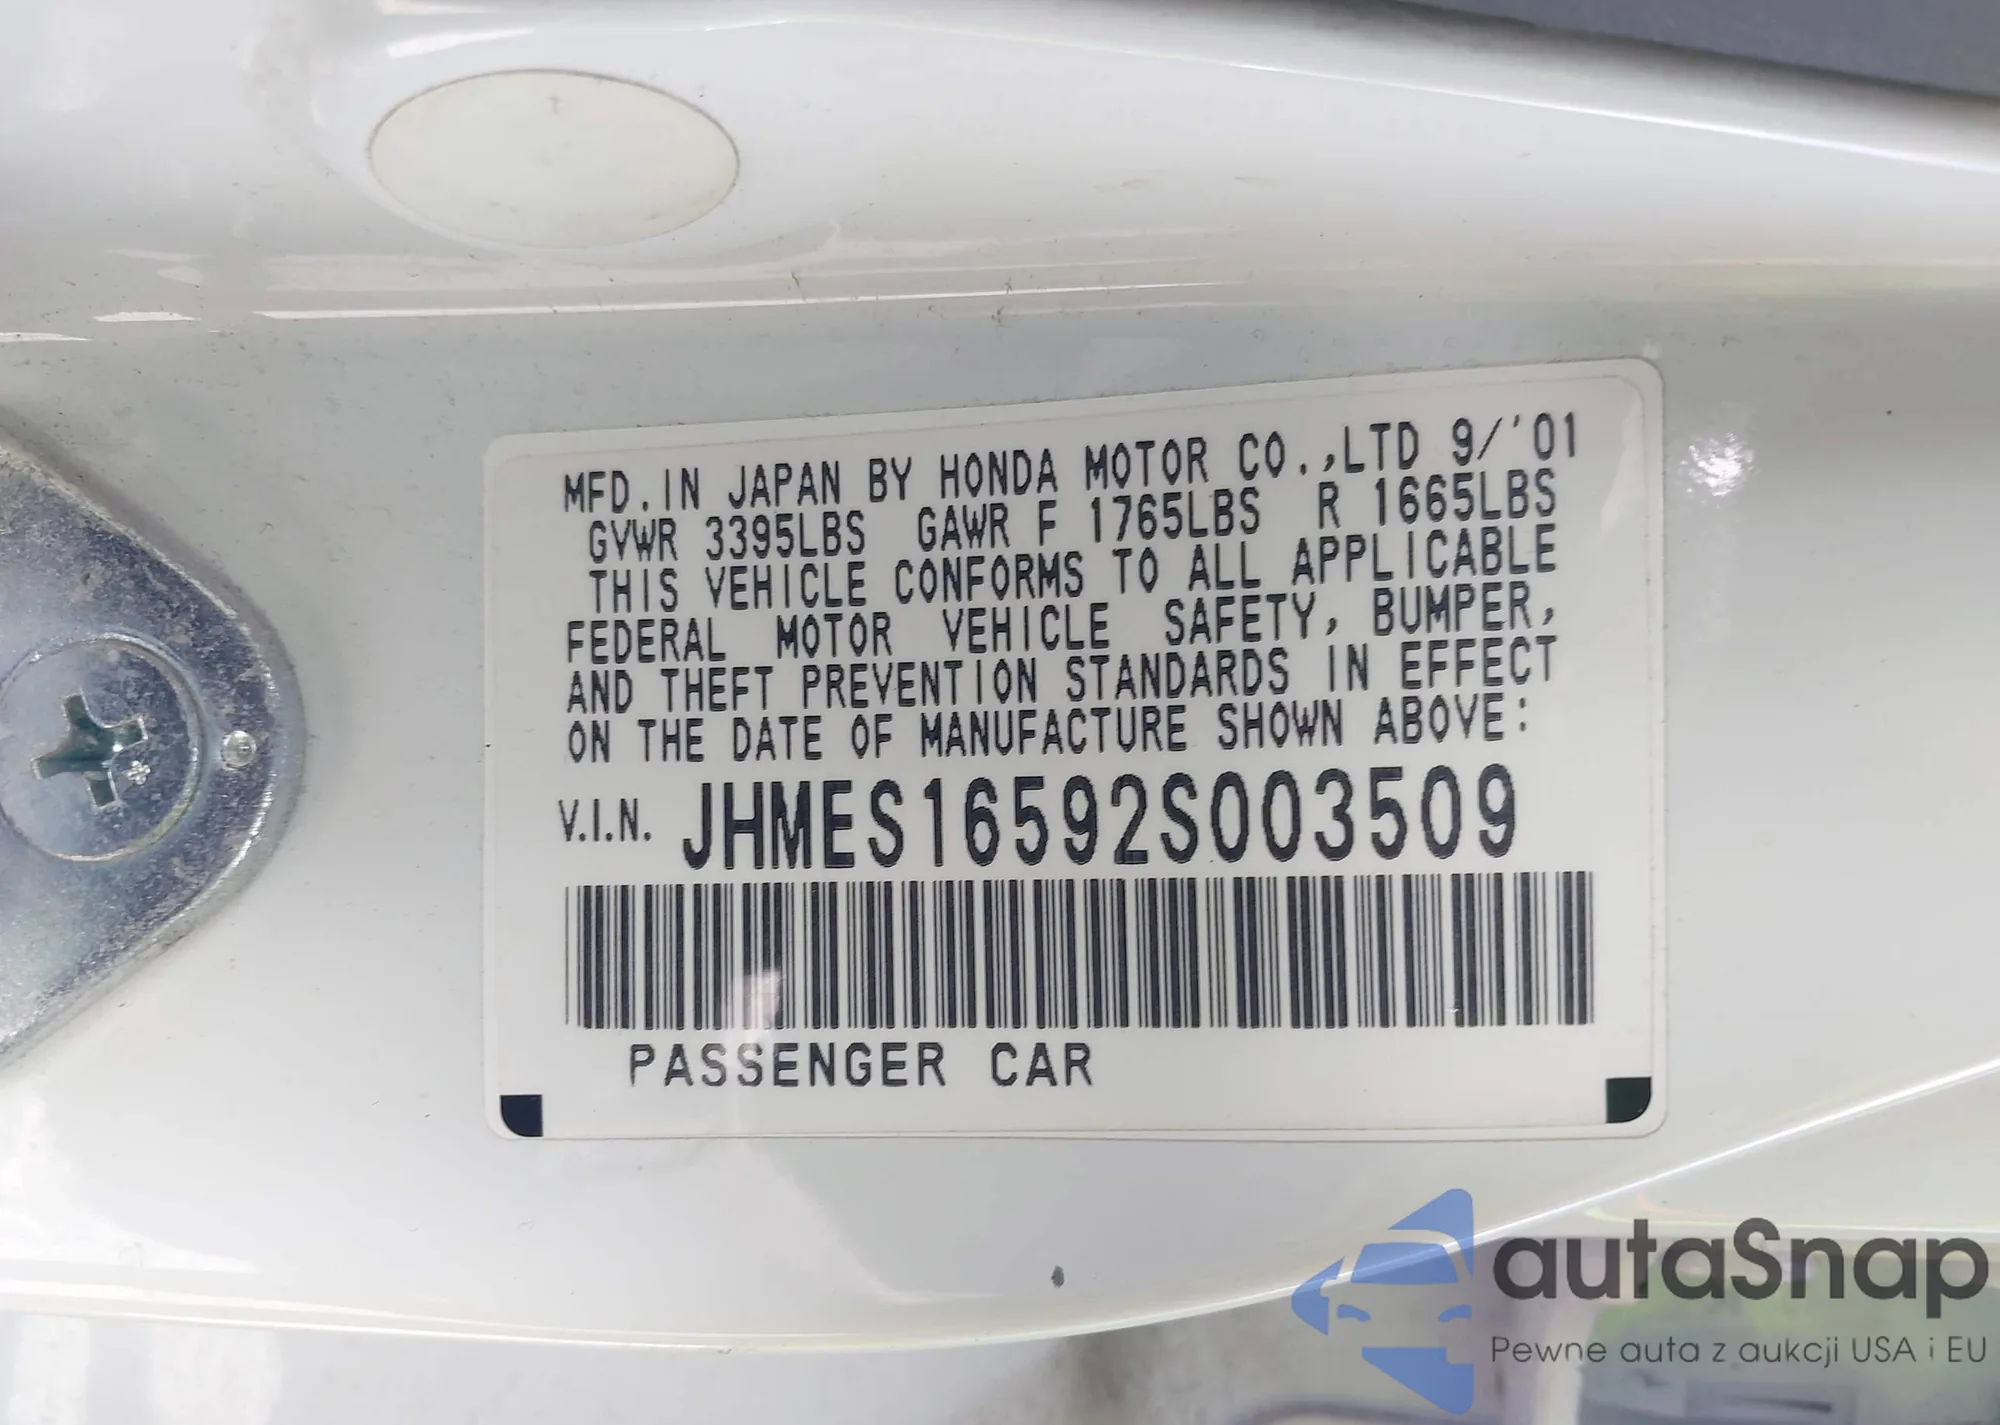 MFD.IN JAPAN BY HONDA MOTOR CO.,LTD 9/'01
GVWR 3395LBS GAWR F 1765LBS R 1665LBS
THIS VEHICLE CONFORMS TO ALL APPLICABLE
FEDERAL MOTOR VEHICLE SAFETY, BUMPER,
AND THEFT PREVENTION STANDARDS IN EFFECT
ON THE DATE OF MANUFACTURE SHOWN ABOVE:
V.I.N. JHMES16592S003509
PASSENGER CAR
autaSnap
Pewne auta z aukcji USA i EU